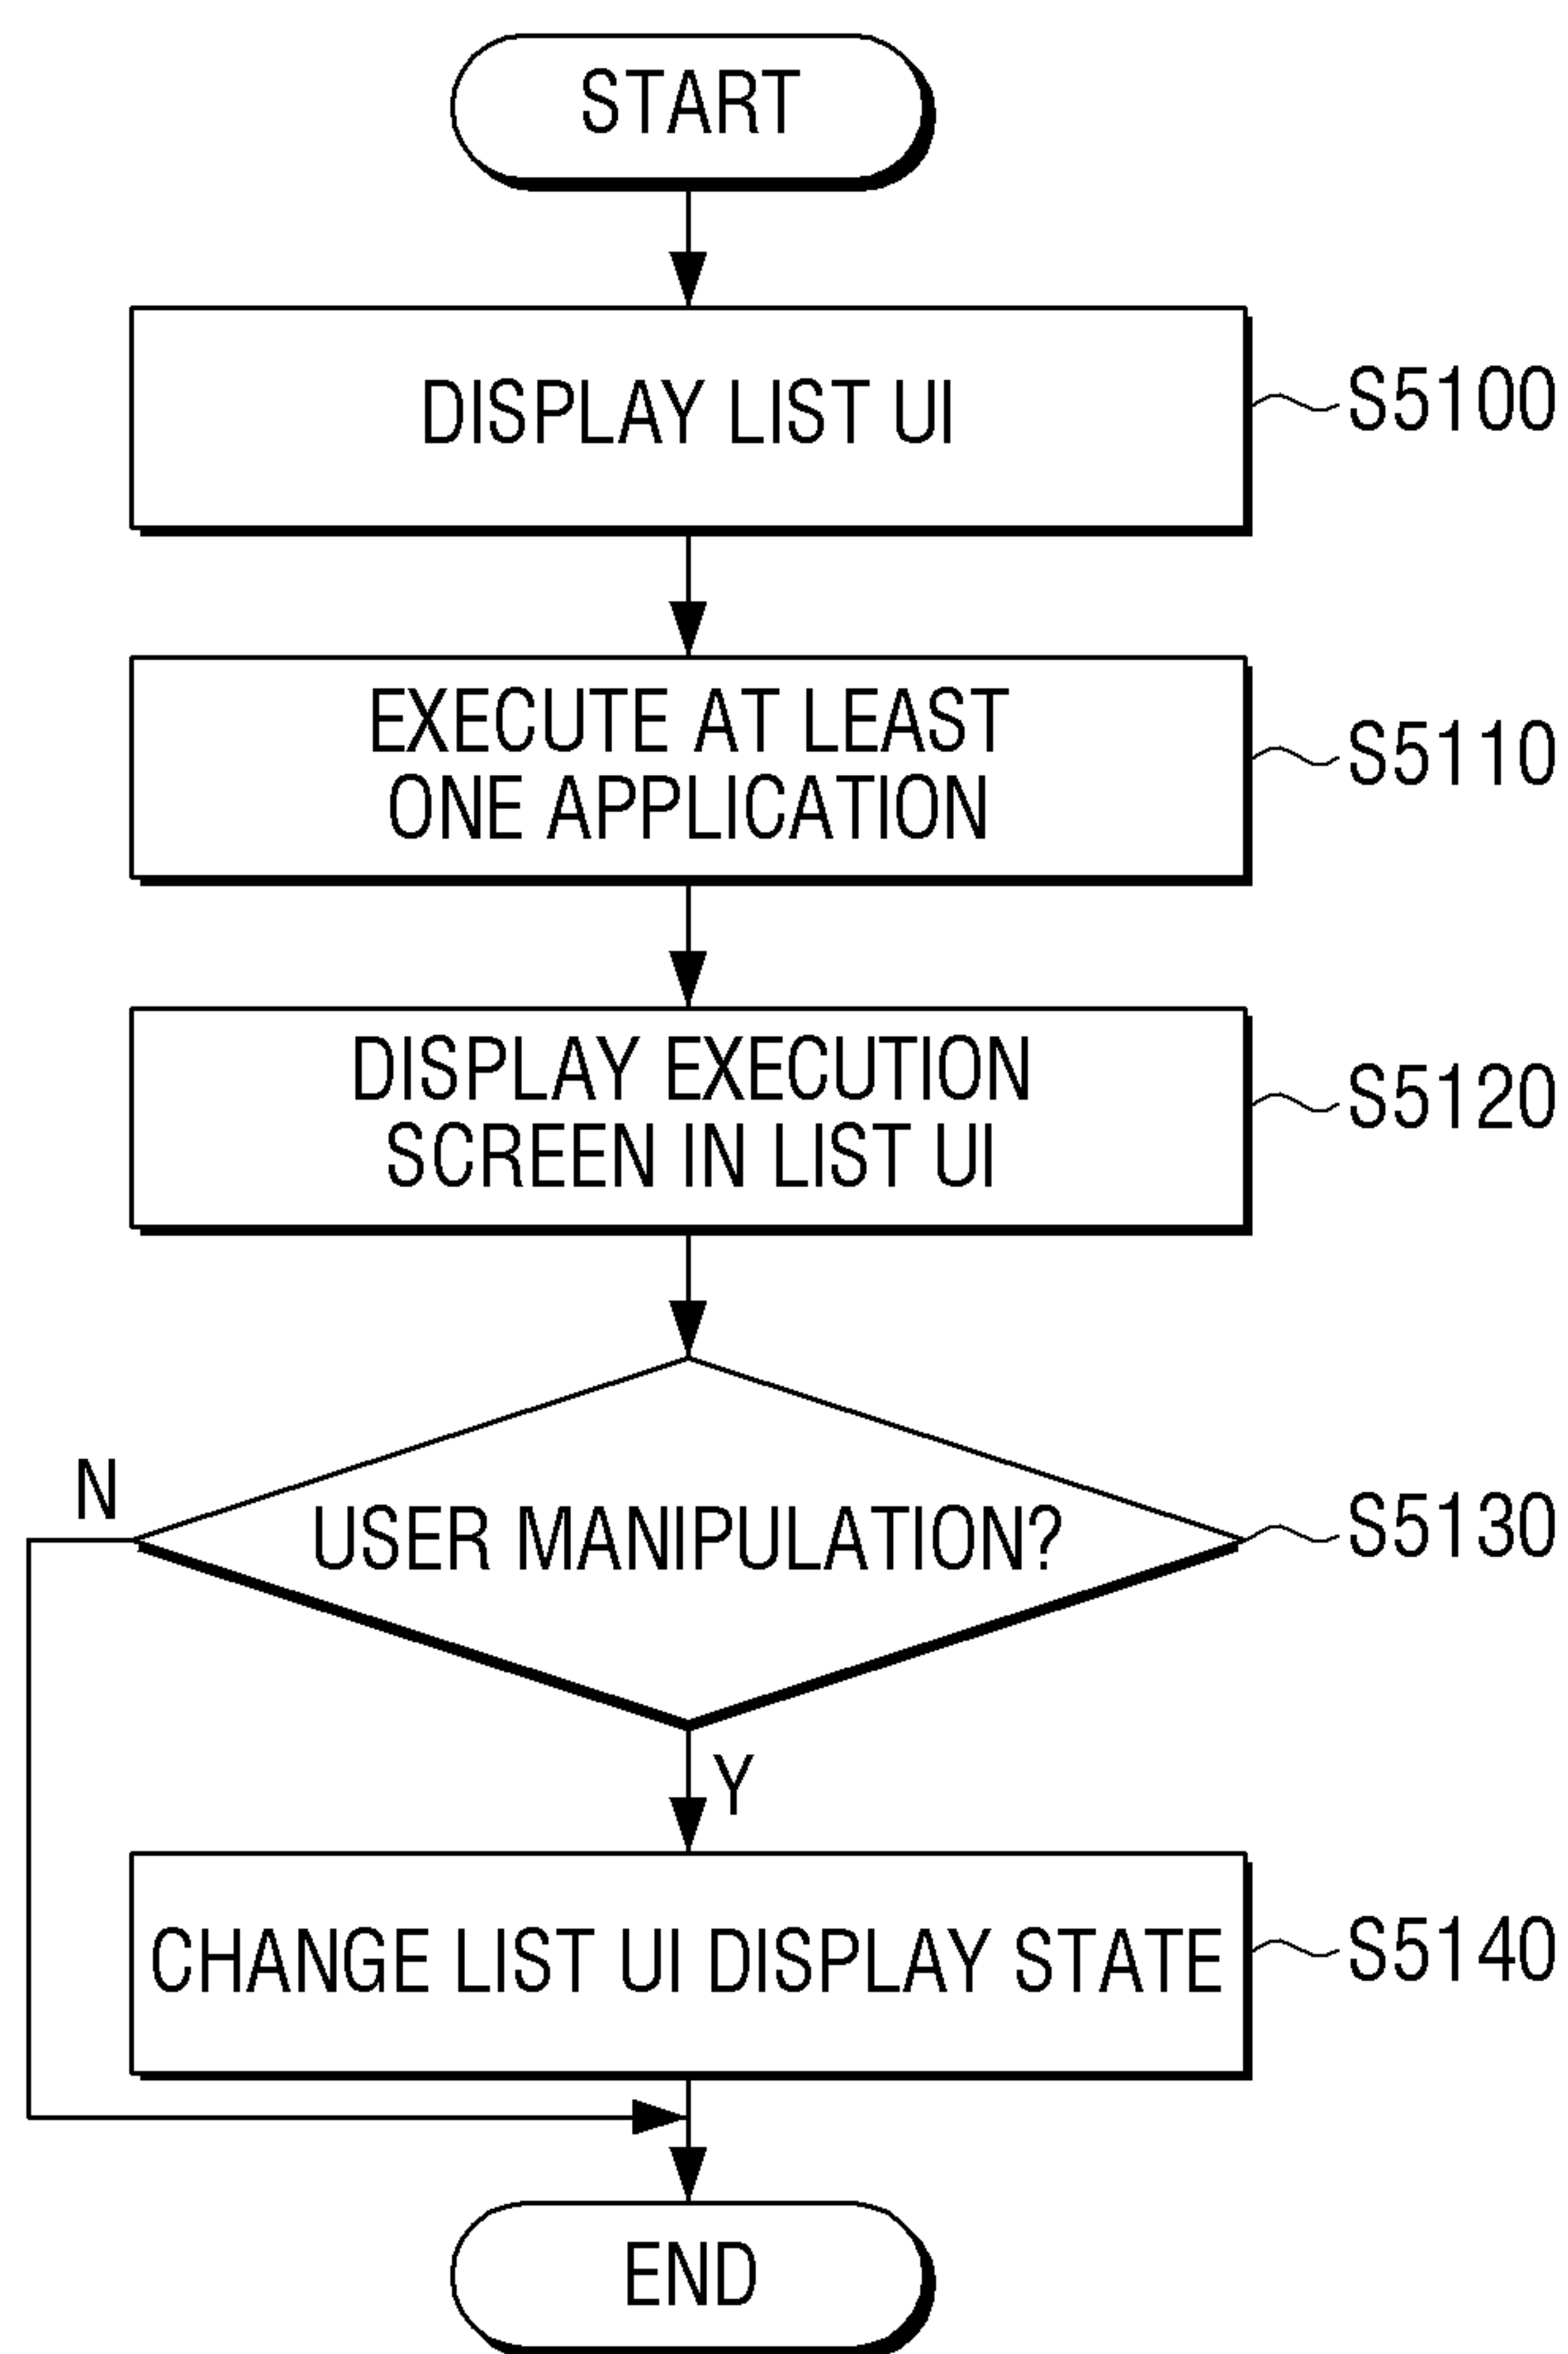 START
DISPLAY LIST UI
S5100
EXECUTE AT LEAST
ONE APPLICATION
S5110
DISPLAY EXECUTION
SCREEN IN LIST UI
S5120
N
USER MANIPULATION?
S5130
Y
CHANGE LIST UI DISPLAY STATE
S5140
END